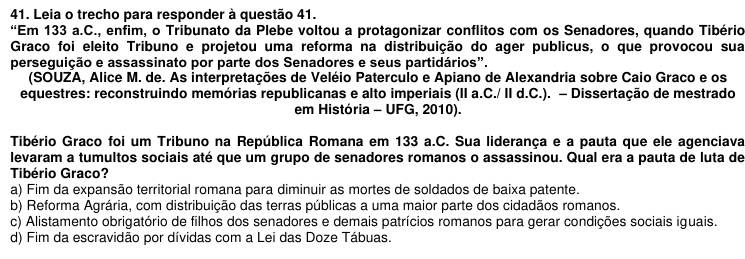 41. Leia o trecho para responder à questão 41.
“Em 133 a.C., enfim, o Tribunato da Plebe voltou a protagonizar conflitos com os Senadores, quando Tibério
Graco foi eleito Tribuno e projetou uma reforma na distribuição do ager publicus, o que provocou sua
perseguição e assassinato por parte dos Senadores e seus partidários”.
(SOUZA, Alice M. de. As interpretações de Veléio Paterculo e Apiano de Alexandria sobre Caio Graco e os
equestres: reconstruindo memórias republicanas e alto imperiais (II a.C./ II d.C.). – Dissertação de mestrado
em História – UFG, 2010).
Tibério Graco foi um Tribuno na República Romana em 133 a.C. Sua liderança e a pauta que ele agenciava
levaram a tumultos sociais até que um grupo de senadores romanos o assassinou. Qual era a pauta de luta de
Tibério Graco?
a) Fim da expansão territorial romana para diminuir as mortes de soldados de baixa patente.
b) Reforma Agrária, com distribuição das terras públicas a uma maior parte dos cidadãos romanos.
c) Alistamento obrigatório de filhos dos senadores e demais patrícios romanos para gerar condições sociais iguais.
d) Fim da escravidão por dívidas com a Lei das Doze Tábuas.